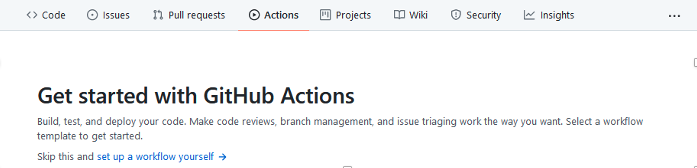 Code Issues Pull requests Actions Projects Wiki Security Insights
Get started with GitHub Actions
Build, test, and deploy your code. Make code reviews, branch management, and issue triaging work the way you want. Select a workflow
template to get started.
Skip this and set up a workflow yourself →